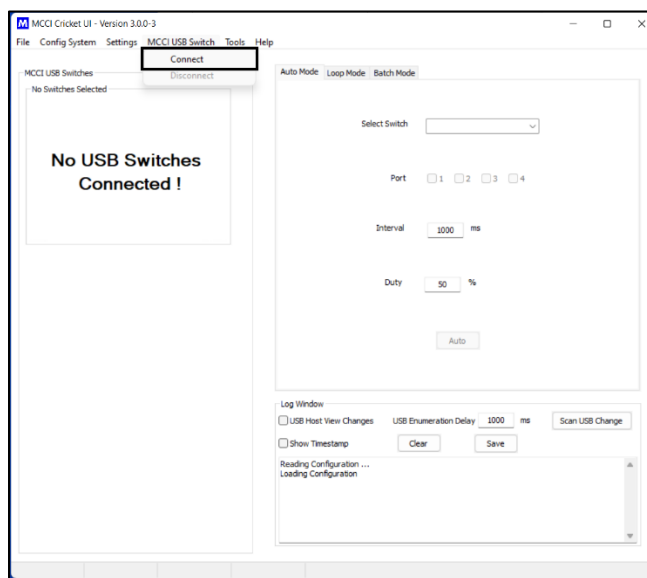 M MCCI Cricket UI - Version 3.0.0-3
File Config System Settings MCCI USB Switch Tools Help
Connect
Disconnect
MCCI USB Switches
No Switches Selected
No USB Switches
Connected !
Auto Mode Loop Mode Batch Mode
Select Switch
Port 1 2 3 4
Interval 1000 ms
Duty 50 %
Auto
Log Window
USB Host View Changes USB Enumeration Delay 1000 ms Scan USB Change
Show Timestamp Clear Save
Reading Configuration ...
Loading Configuration